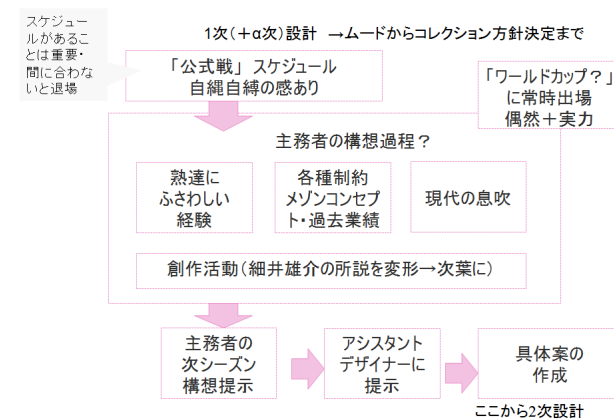 スケジュー
ルがあるこ
とは重要・
間に合わな
いと退場
1次(+α次)設計 →ムードからコレクション方針決定まで
「公式戦」スケジュール
自縄自縛の感あり
「ワールドカップ？」
に常時出場
偶然+実力
主務者の構想過程？
熟達に
ふさわしい
経験
各種制約
メゾンコンセプ
ト・過去業績
現代の息吹
創作活動(細井雄介の所説を変形→次葉に)
主務者の
次シーズン
構想提示
アシスタント
デザイナーに
提示
具体案の
作成
ここから2次設計